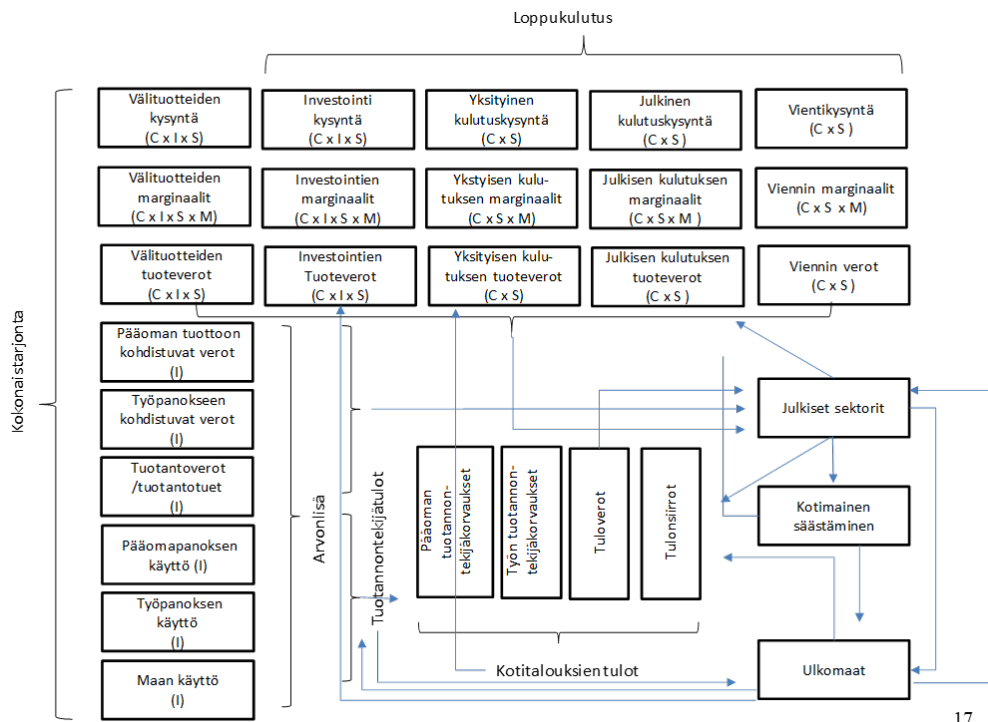 Loppukulutus
Välituotteiden
kysyntä
(C x I x S)
Investointi
kysyntä
(C x I x S)
Yksityinen
kulutuskysyntä
(C x S)
Julkinen
kulutuskysyntä
(C x S )
Vientikysyntä
(C x S )
Välituotteiden
marginaalit
(C x I x S x M)
Investointien
marginaalit
(C x I x S x M)
Ykstyisen kulu-
tuksen marginaalit
(C x S x M)
Julkisen kulutuksen
marginaalit
(C x S x M )
Viennin marginaalit
(C x S x M)
Välituotteiden
tuoteverot
(C x I x S)
Investointien
Tuoteverot
(C x I x S)
Yksityisen kulu-
tuksen tuoteverot
(C x S)
Julkisen kulutuksen
tuoteverot
(C x S )
Viennin verot
(C x S )
Kokonaistarjonta
Pääoman tuottoon
kohdistuvat verot
(I)
Työpanokseen
kohdistuvat verot
(I)
Tuotantoverot
/tuotantotuet
(I)
Pääomapanoksen
käyttö (I)
Työpanoksen
käyttö
(I)
Maan käyttö
(I)
Arvonlisä
Tuotannontekijätulot
Pääoman
tuotannon-
tekijäkorvaukset
Työn tuotannon-
tekijäkorvaukset
Tuloverot
Tulonsiirrot
Kotitalouksien tulot
Julkiset sektorit
Kotimainen
säästäminen
Ulkomaat
17